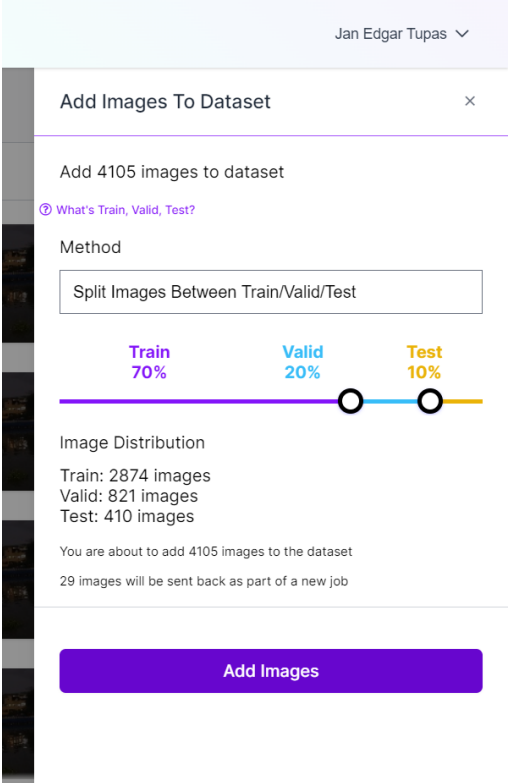 Jan Edgar Tupas
Add Images To Dataset
Add 4105 images to dataset
What's Train, Valid, Test?
Method
Split Images Between Train/Valid/Test
Train Valid Test
70% 20% 10%
Image Distribution
Train: 2874 images
Valid: 821 images
Test: 410 images
You are about to add 4105 images to the dataset
29 images will be sent back as part of a new job
Add Images